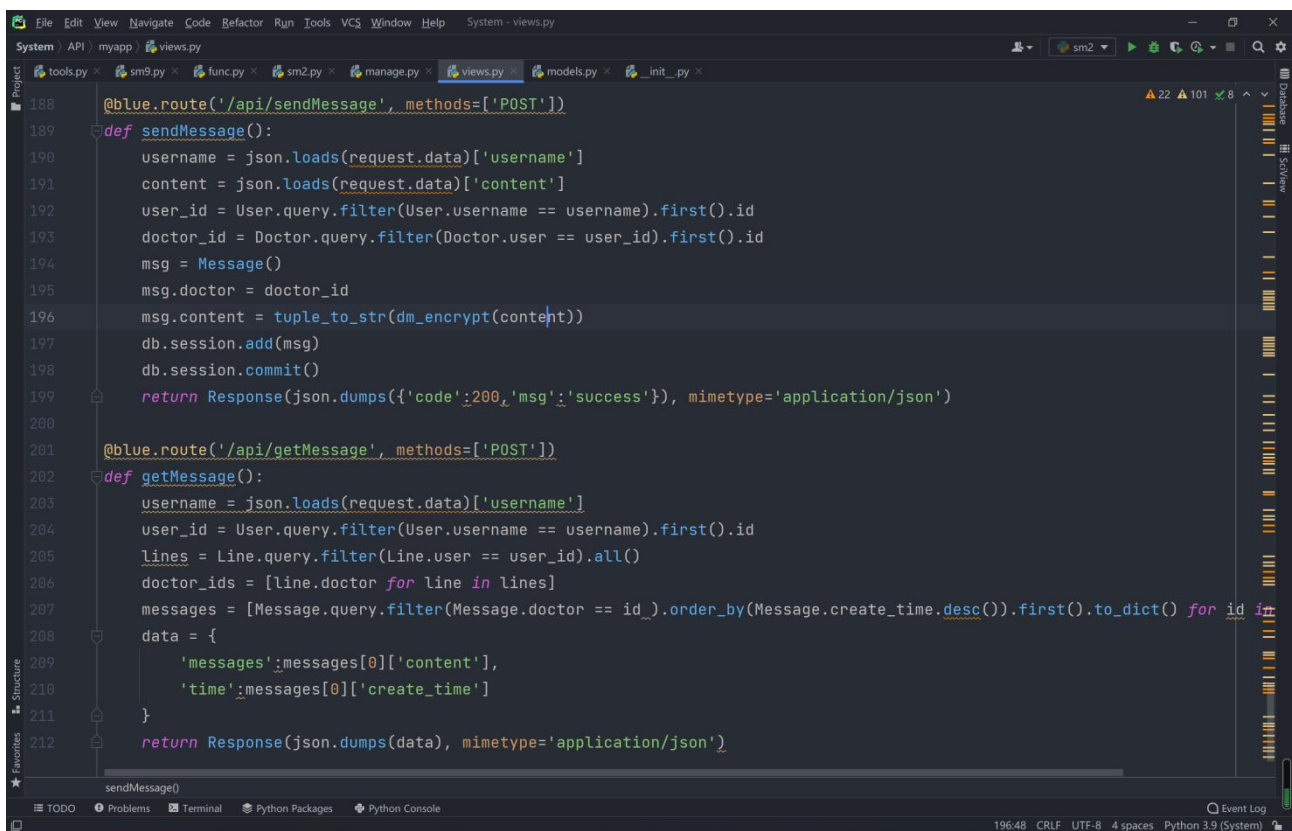 File Edit View Navigate Code Refactor Run Tools VCS Window Help System - views.py
System API myapp views.py sm2
tools.py sm9.py func.py sm2.py manage.py views.py models.py __init__.py
Project
Database
SciView
Structure
Favorites
22 101 8
188 @blue.route('/api/sendMessage', methods=['POST'])
189 def sendMessage():
190 username = json.loads(request.data)['username']
191 content = json.loads(request.data)['content']
192 user_id = User.query.filter(User.username == username).first().id
193 doctor_id = Doctor.query.filter(Doctor.user == user_id).first().id
194 msg = Message()
195 msg.doctor = doctor_id
196 msg.content = tuple_to_str(dm_encrypt(content))
197 db.session.add(msg)
198 db.session.commit()
199 return Response(json.dumps({'code':200,'msg':'success'}), mimetype='application/json')
200
201 @blue.route('/api/getMessage', methods=['POST'])
202 def getMessage():
203 username = json.loads(request.data)['username']
204 user_id = User.query.filter(User.username == username).first().id
205 lines = Line.query.filter(Line.user == user_id).all()
206 doctor_ids = [line.doctor for line in lines]
207 messages = [Message.query.filter(Message.doctor == id ).order_by(Message.create_time.desc()).first().to_dict() for id in
208 data = {
209 'messages':messages[0]['content'],
210 'time':messages[0]['create_time']
211 }
212 return Response(json.dumps(data), mimetype='application/json')
sendMessage()
TODO Problems Terminal Python Packages Python Console Event Log
196:48 CRLF UTF-8 4 spaces Python 3.9 (System)